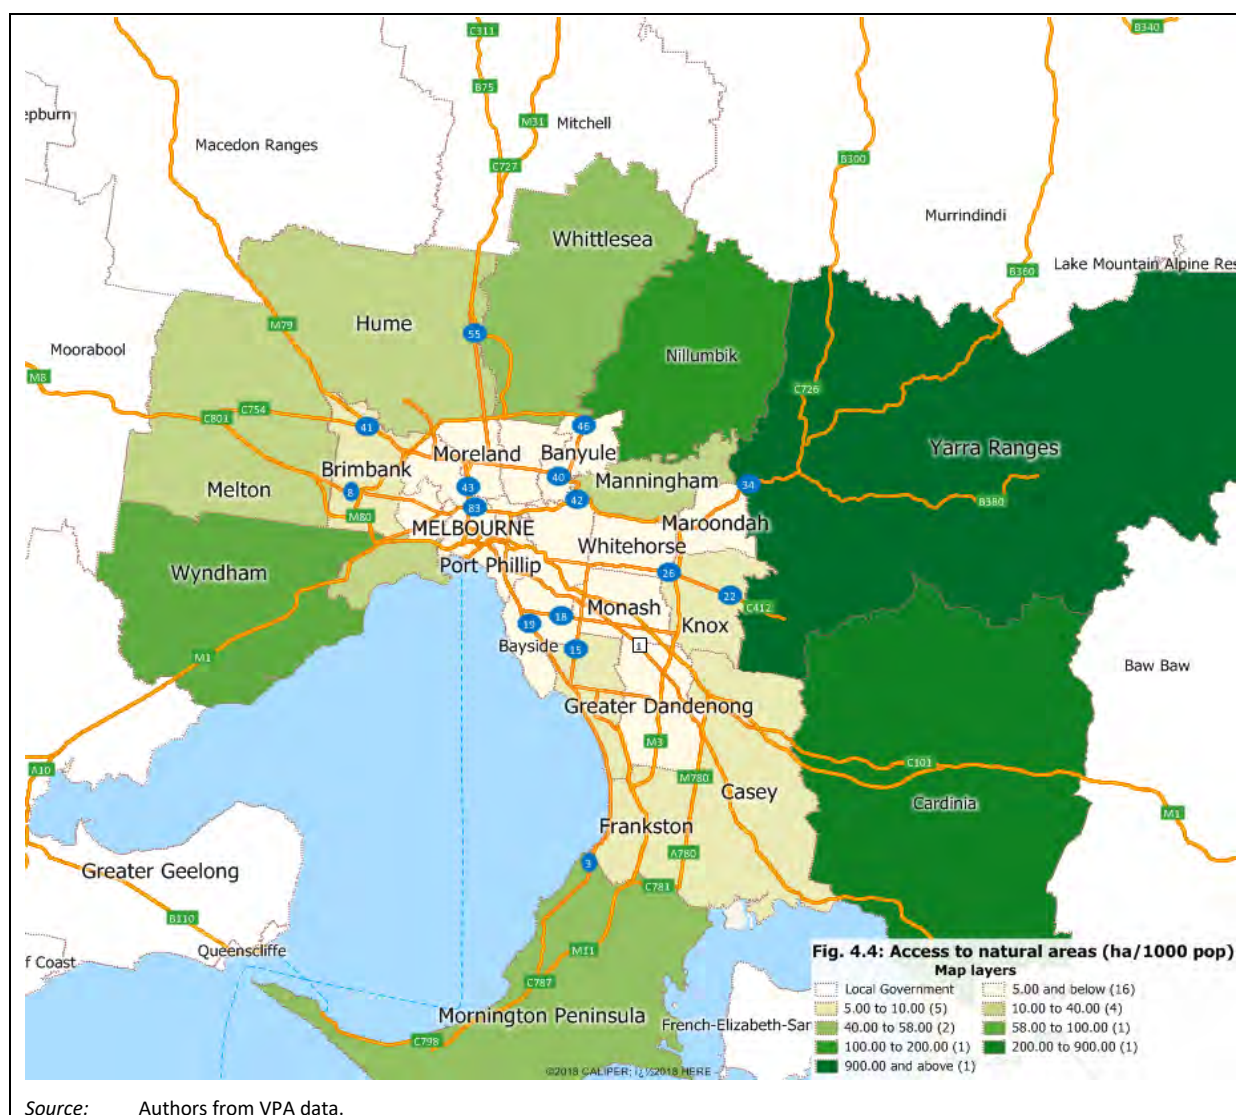 C311
B340
B75
epburn
M31
Mitchell
Macedon Ranges
C727
B300
Murrindindi
Whittlesea
Lake Mountain Alpine Res
B360
Hume
M79
55
Moorabool
Nillumbik
M8
C726
C801
C754
41
46
Moreland
Banyule
Yarra Ranges
Brimbank
40
Manningham
Melton
8
43
34
42
B380
83
M80
MELBOURNE
Maroondah
Whitehorse
Port Phillip
Wyndham
26
22
Monash
C412
18
19
Knox
Bayside
15
1
M1
Baw Baw
Greater Dandenong
M3
C101
A10
M780
Casey
Cardinia
M1
Frankston
A780
3
Greater Geelong
C781
B110
M11
Queenscliffe
f Coast
C787
Mornington Peninsula
French-Elizabeth-Sar
C798
Fig. 4.4: Access to natural areas (ha/1000 pop)
Map layers
Local Government
5.00 and below (16)
5.00 to 10.00 (5)
10.00 to 40.00 (4)
40.00 to 58.00 (2)
58.00 to 100.00 (1)
100.00 to 200.00 (1)
200.00 to 900.00 (1)
900.00 and above (1)
©2018 CALIPER; ï¿½2018 HERE
Source: Authors from VPA data.